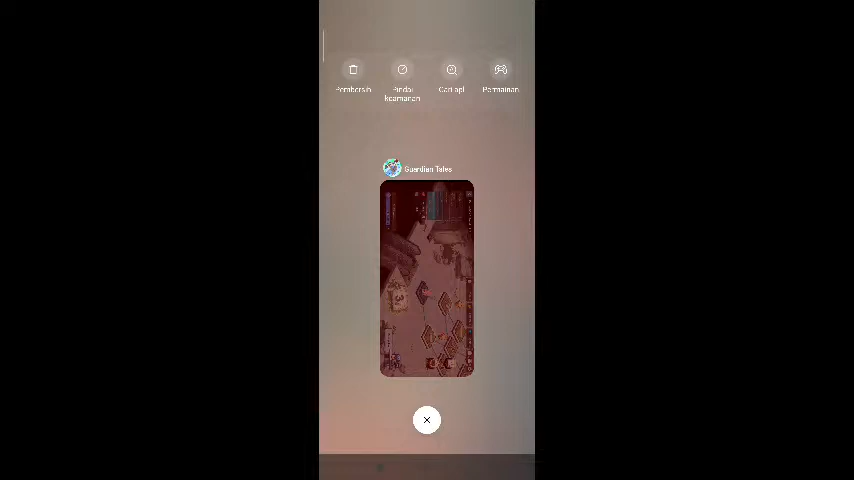 Pembersih
Pindai
keamanan
Cari apl
Permainan
Guardian Tales